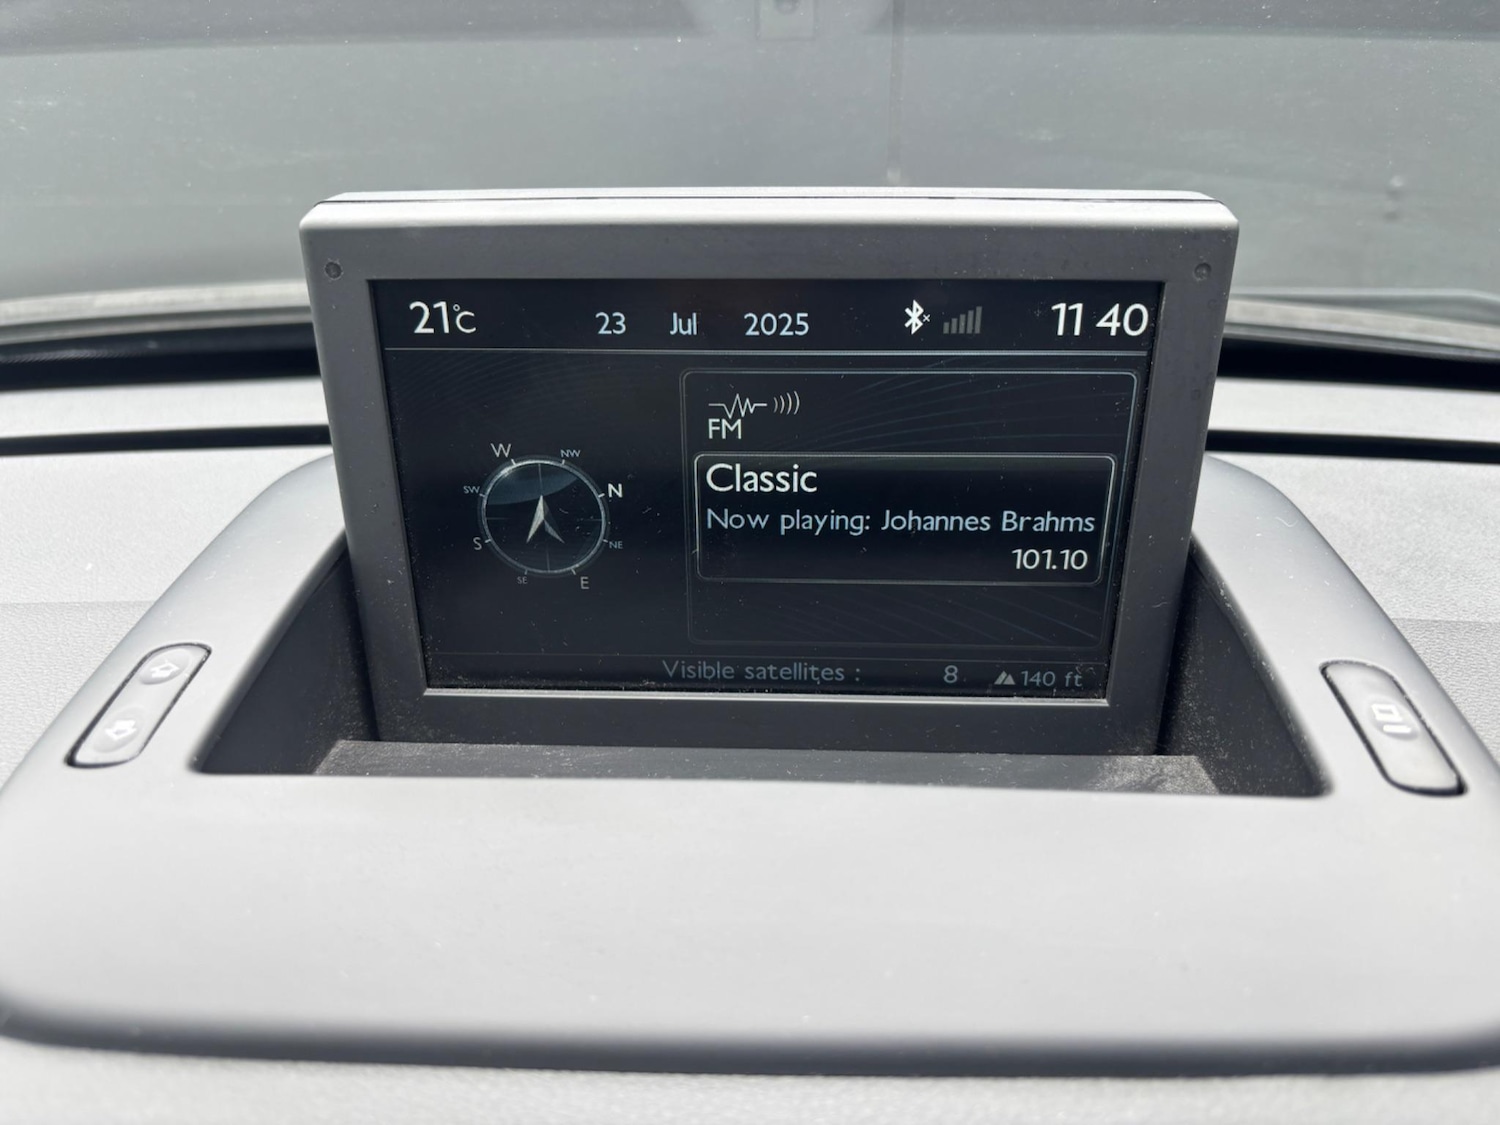 21°C 23 Jul 2025 11 40
FM
Classic
Now playing: Johannes Brahms
101.10
W NW
SW N
S NE
SE E
Visible satellites : 8 140 ft